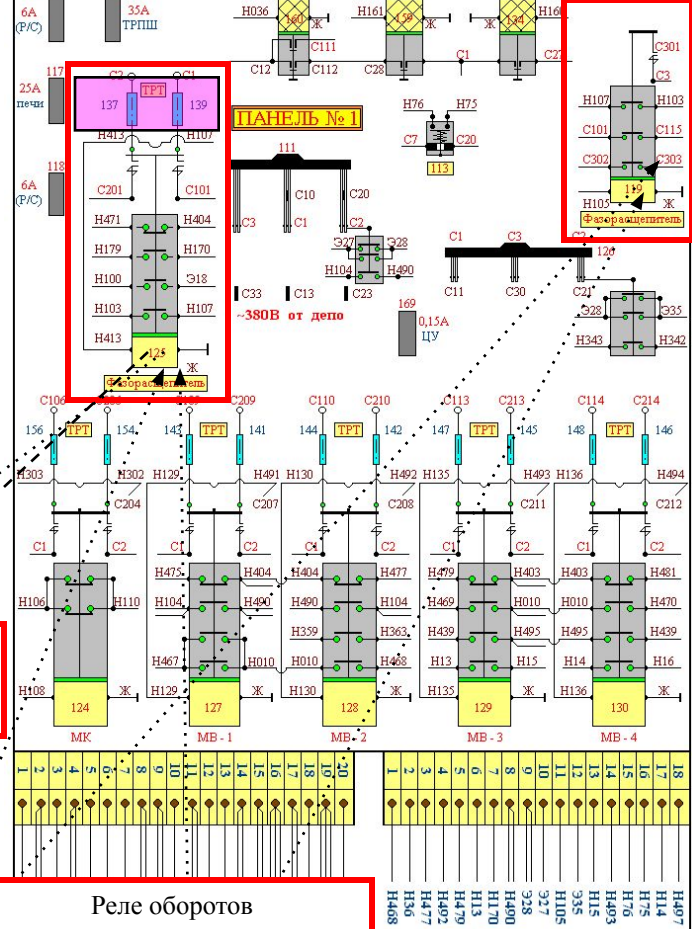 6А
(Р/С)
35А
ТРПШ
Н036
160
Ж
С111
С12
С112
Н161
159
Ж
С28
С1
134
Н160
Ж
С27
С301
С3
Н107
Н103
С101
С115
С302
С303
119
Н105
Ж
Фазорасщепитель
117
25А
печи
118
6А
(Р/С)
С2
С1
ТРТ
137
139
Н413
Н107
С201
С101
Н471
Н404
Н179
Н170
Н100
Э18
Н103
Н107
Н413
125
Ж
Фазорасщепитель
ПАНЕЛЬ № 1
111
С10
С20
С3
С1
С2
С33
С13
С23
~380В от депо
Н76
Н75
С7
С20
113
Э27
Э28
Н104
Н490
169
0,15А
ЦУ
С1
С3
С2
120
С11
С30
С21
Э28
Э35
Н343
Н342
С106
С206
С109
С209
С110
С210
С113
С213
С114
С214
156
ТРТ
154
143
ТРТ
141
144
ТРТ
142
147
ТРТ
145
148
ТРТ
146
Н303
Н302
Н129
Н491
Н130
Н492
Н135
Н493
Н136
Н494
С204
С207
С208
С211
С212
С1
С2
С1
С2
С1
С2
С1
С2
С1
С2
Н475
Н404
Н404
Н477
Н479
Н403
Н403
Н481
Н106
Н110
Н104
Н490
Н490
Н104
Н469
Н010
Н010
Н470
Н359
Н363
Н439
Н495
Н495
Н439
Н467
Н010
Н010
Н468
Н13
Н15
Н14
Н16
Н108
Ж
Н129
Ж
Н130
Ж
Н135
Ж
Н136
Ж
124
127
128
129
130
МК
МВ - 1
МВ - 2
МВ - 3
МВ - 4
1 2 3 4 5 6 7 8 9 10 11 12 13 14 15 16 17 18 19 20
1 2 3 4 5 6 7 8 9 10 11 12 13 14 15 16 17 18
Н468
Н36
Н477
Н492
Н479
Н13
Н170
Н490
Э28
Э27
Н105
Э35
Н15
Н493
Н76
Н75
Н14
Н497
Реле оборотов